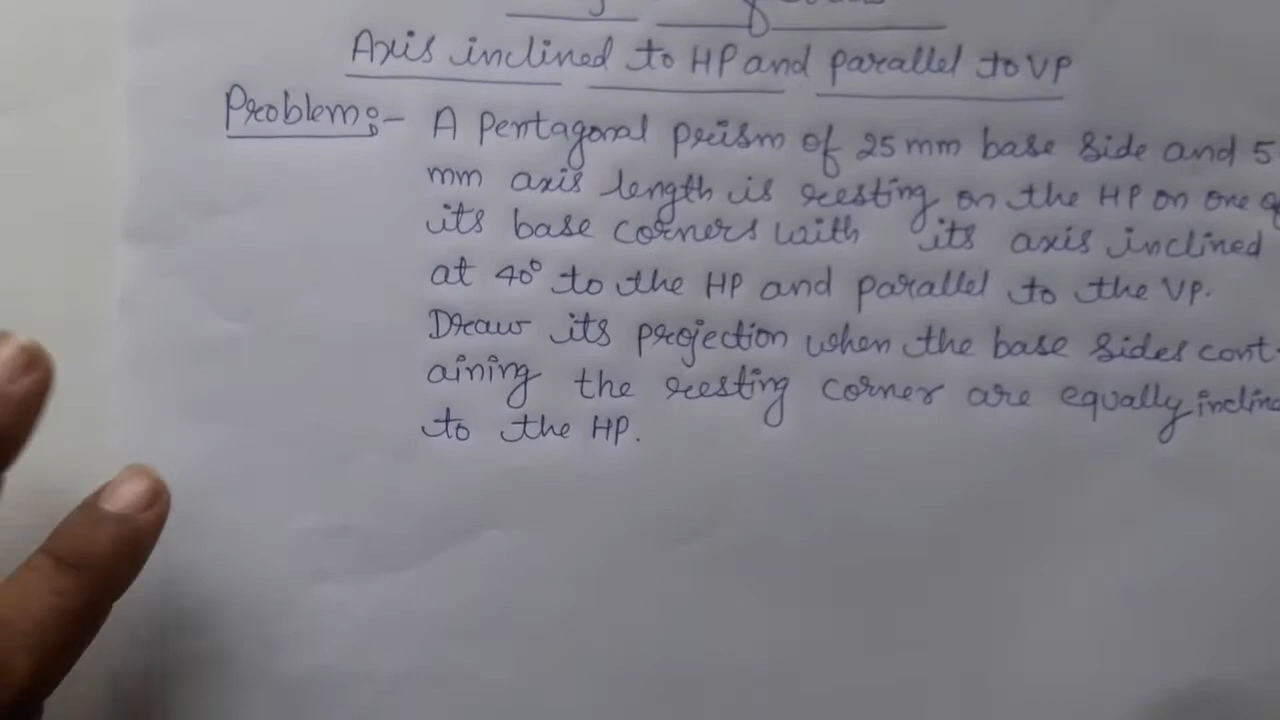 Axis inclined to HP and parallel to VP
Problem:- A pentagonal prism of 25 mm base side and 5
mm axis length is resting on the HP on one
its base corners with its axis inclined
at 40° to the HP and parallel to the VP.
Draw its projection when the base sides cont-
aining the resting corner are equally inclin
to the HP.